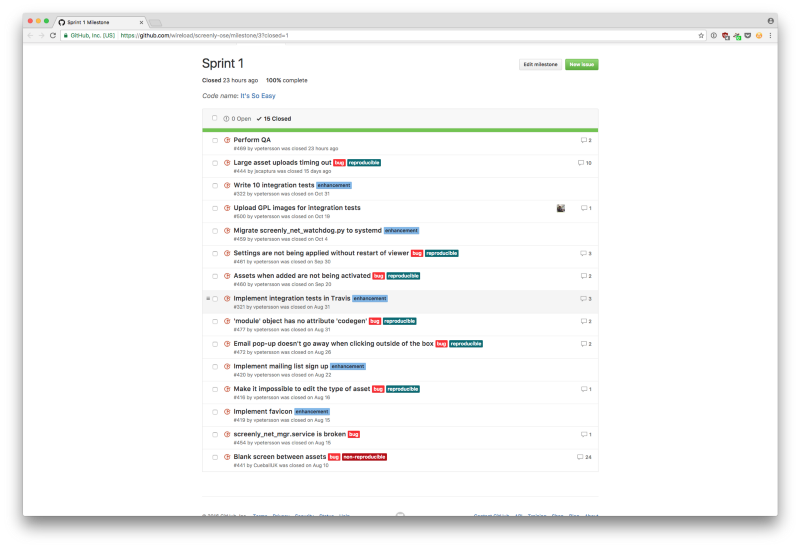 Sprint 1 Milestone
GitHub, Inc. [US] https://github.com/wireload/screenly-ose/milestone/3?closed=1
Sprint 1
Edit milestone New issue
Closed 23 hours ago 100% complete
Code name: It's So Easy
0 Open 15 Closed
Perform QA 2
#469 by vpetersson was closed 23 hours ago
Large asset uploads timing out bug reproducible 10
#444 by jscaptura was closed 15 days ago
Write 10 integration tests enhancement
#322 by vpetersson was closed on Oct 31
Upload GPL images for integration tests 1
#500 by vpetersson was closed on Oct 19
Migrate screenly_net_watchdog.py to systemd enhancement
#459 by vpetersson was closed on Oct 4
Settings are not being applied without restart of viewer bug reproducible 3
#461 by vpetersson was closed on Sep 30
Assets when added are not being activated bug reproducible 2
#460 by vpetersson was closed on Sep 20
Implement integration tests in Travis enhancement 3
#321 by vpetersson was closed on Aug 31
'module' object has no attribute 'codegen' bug reproducible 2
#477 by vpetersson was closed on Aug 31
Email pop-up doesn't go away when clicking outside of the box bug reproducible 2
#472 by vpetersson was closed on Aug 26
Implement mailing list sign up enhancement
#420 by vpetersson was closed on Aug 22
Make it impossible to edit the type of asset bug reproducible 1
#416 by vpetersson was closed on Aug 16
Implement favicon enhancement
#419 by vpetersson was closed on Aug 15
screenly_net_mgr.service is broken bug 1
#454 by vpetersson was closed on Aug 15
Blank screen between assets bug non-reproducible 24
#441 by CueballUK was closed on Aug 10